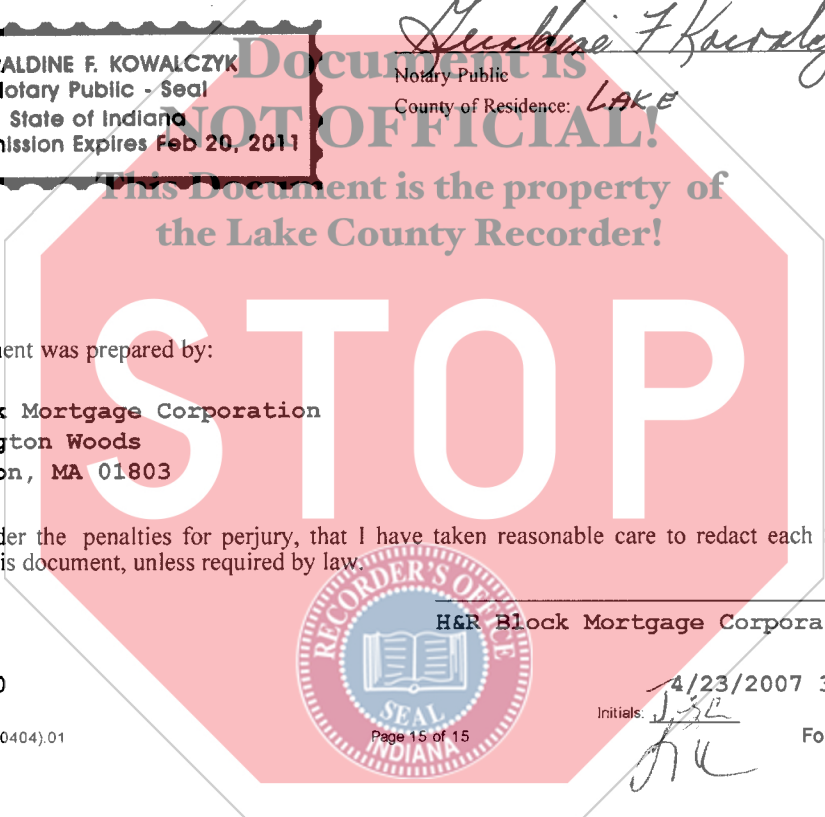 Geraldine F Kowalczy
ALDINE F. KOWALCZYK
Notary Public - Seal
State of Indiana
mission Expires Feb 20, 2011
Notary Public
County of Residence: LAKE
Document is
NOT OFFICIAL!
This Document is the property of
the Lake County Recorder!
STOP
ent was prepared by:
k Mortgage Corporation
gton Woods
on, MA 01803
der the penalties for perjury, that I have taken reasonable care to redact each
is document, unless required by law.
RECORDER'S OFFICE
SEAL
INDIANA
H&R Block Mortgage Corpora
0
4/23/2007 3
Initials:
0404).01
Page 15 of 15
Fo